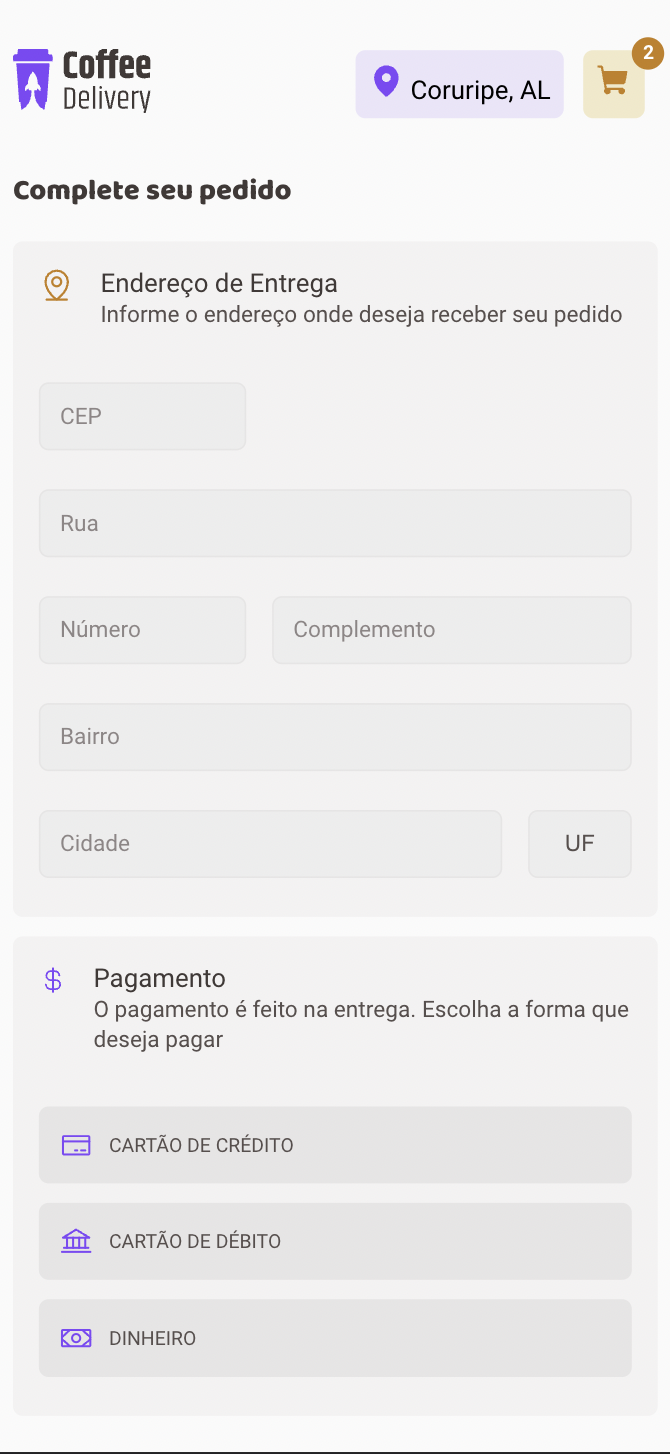 Coffee
Delivery
Coruripe, AL
2
Complete seu pedido
Endereço de Entrega
Informe o endereço onde deseja receber seu pedido
CEP
Rua
Número
Complemento
Bairro
Cidade
UF
$
Pagamento
O pagamento é feito na entrega. Escolha a forma que
deseja pagar
CARTÃO DE CRÉDITO
CARTÃO DE DÉBITO
DINHEIRO